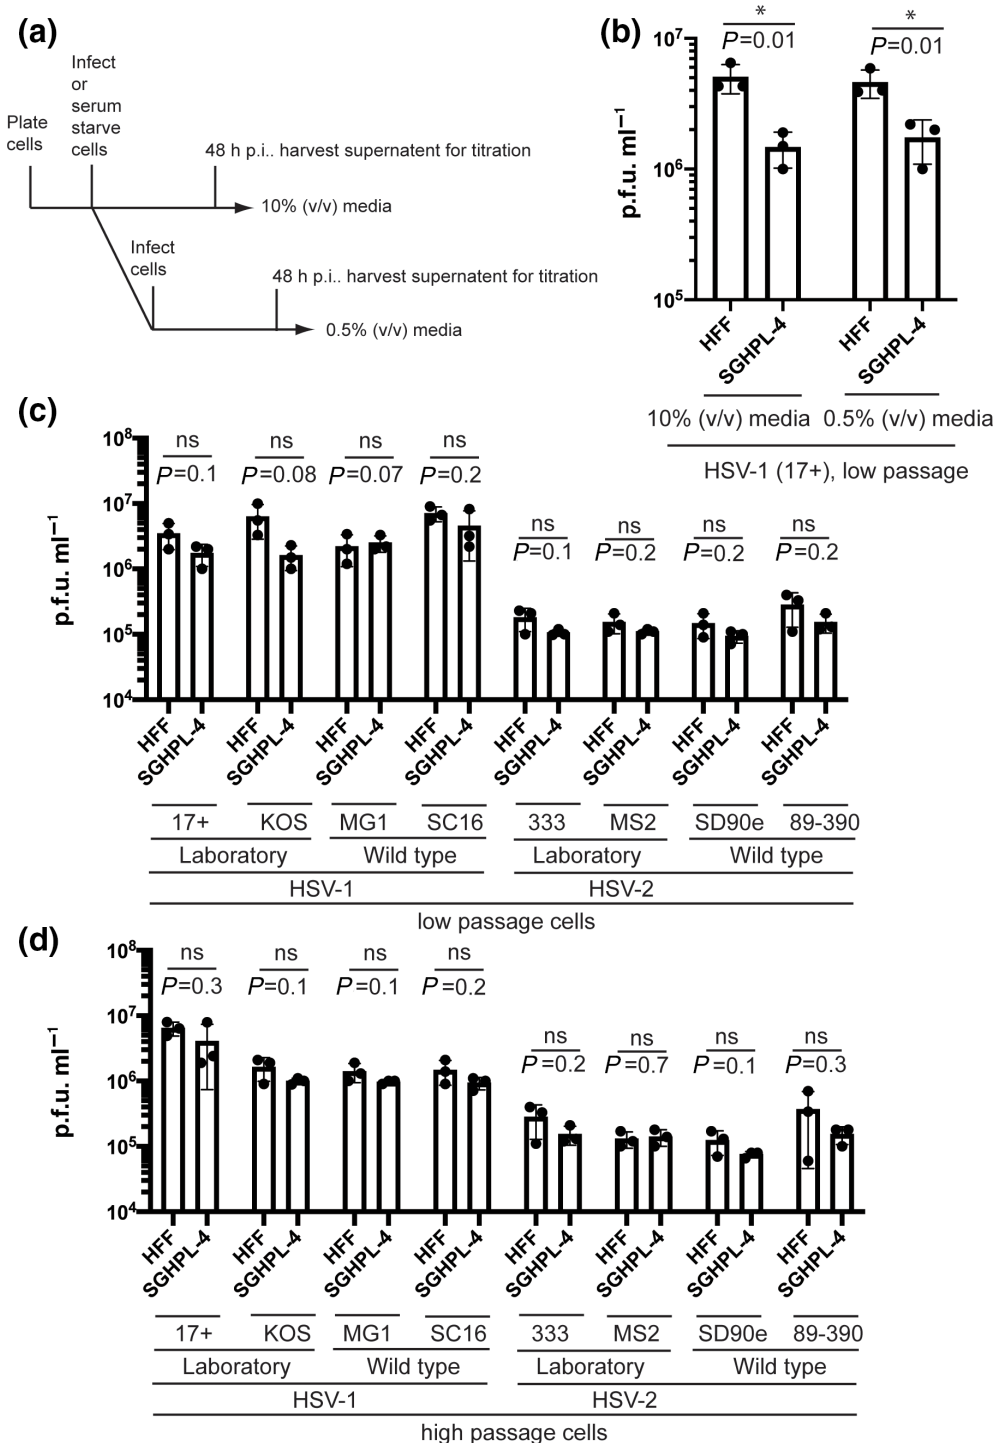 (a)
Infect
or
serum
starve
cells
Plate
cells
48 h p.i.. harvest supernatent for titration
10% (v/v) media
Infect
cells
48 h p.i.. harvest supernatent for titration
0.5% (v/v) media
(b)
* *
P=0.01 P=0.01
10⁷
10⁶
10⁵
p.f.u. ml⁻¹
HFF SGHPL-4 HFF SGHPL-4
10% (v/v) media 0.5% (v/v) media
HSV-1 (17+), low passage
(c)
10⁸
10⁷
10⁶
10⁵
10⁴
p.f.u. ml⁻¹
ns ns ns ns ns ns ns ns
P=0.1 P=0.08 P=0.07 P=0.2 P=0.1 P=0.2 P=0.2 P=0.2
HFF SGHPL-4 HFF SGHPL-4 HFF SGHPL-4 HFF SGHPL-4 HFF SGHPL-4 HFF SGHPL-4 HFF SGHPL-4 HFF SGHPL-4
17+ KOS MG1 SC16 333 MS2 SD90e 89-390
Laboratory Wild type Laboratory Wild type
HSV-1 HSV-2
low passage cells
(d)
10⁸
10⁷
10⁶
10⁵
10⁴
p.f.u. ml⁻¹
ns ns ns ns ns ns ns ns
P=0.3 P=0.1 P=0.1 P=0.2 P=0.2 P=0.7 P=0.1 P=0.3
HFF SGHPL-4 HFF SGHPL-4 HFF SGHPL-4 HFF SGHPL-4 HFF SGHPL-4 HFF SGHPL-4 HFF SGHPL-4 HFF SGHPL-4
17+ KOS MG1 SC16 333 MS2 SD90e 89-390
Laboratory Wild type Laboratory Wild type
HSV-1 HSV-2
high passage cells